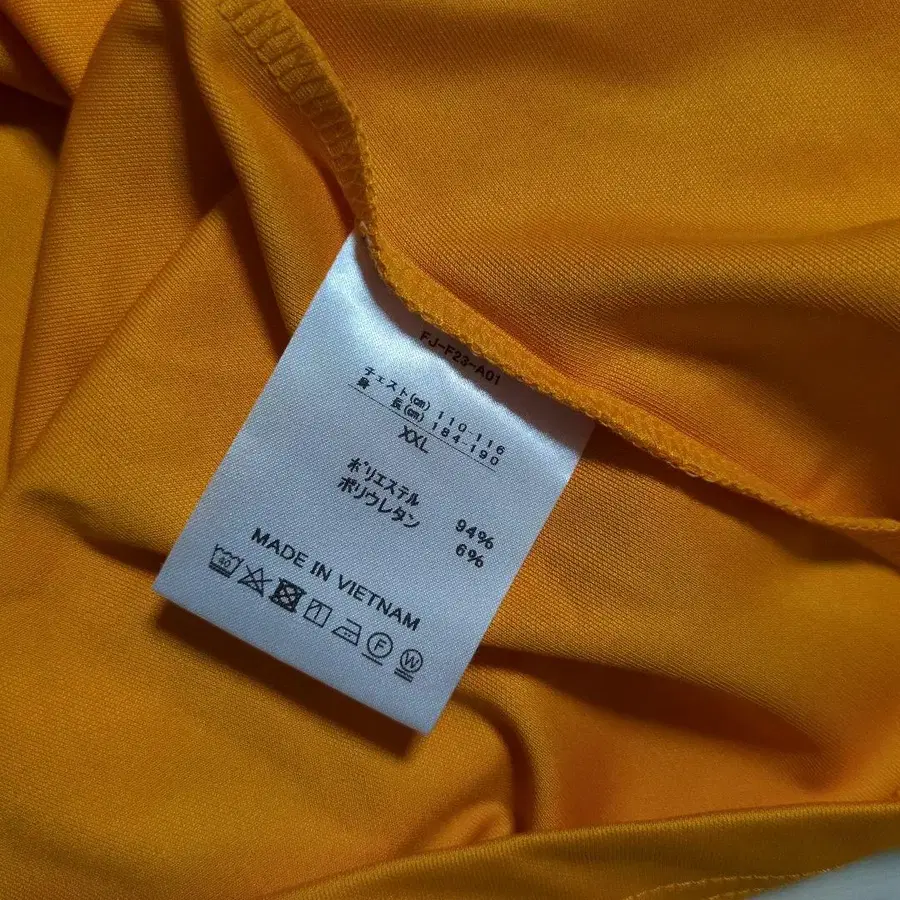 FJ-F23-A01
チェスト(cm) 110-116
身 長(cm) 184-190
XXL
ポリエステル 94%
ポリウレタン 6%
MADE IN VIETNAM
40
F
W